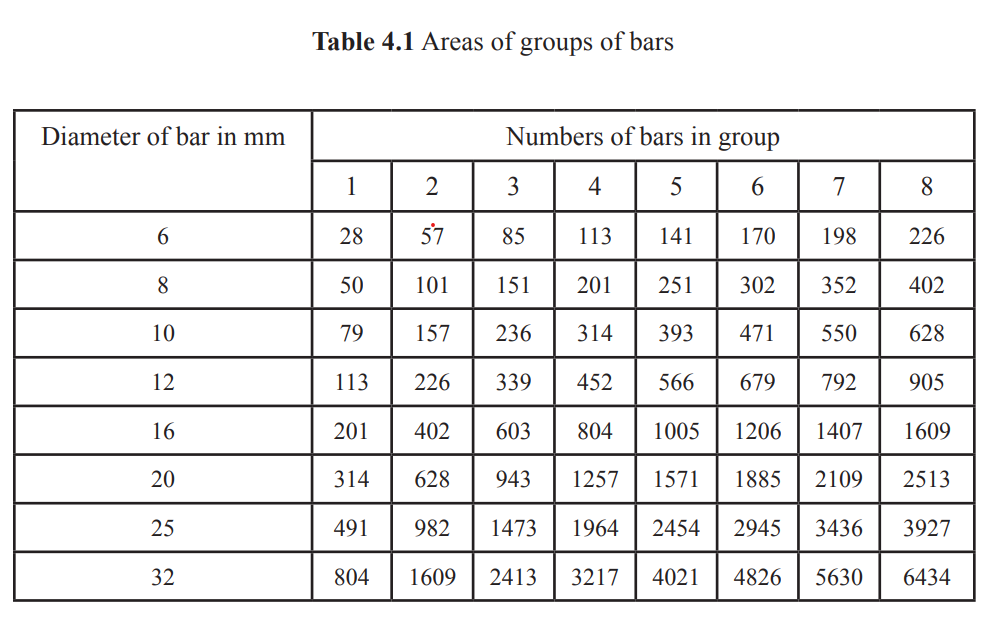 Table 4.1 Areas of groups of bars
Diameter of bar in mm Numbers of bars in group
1 2 3 4 5 6 7 8
6 28 57 85 113 141 170 198 226
8 50 101 151 201 251 302 352 402
10 79 157 236 314 393 471 550 628
12 113 226 339 452 566 679 792 905
16 201 402 603 804 1005 1206 1407 1609
20 314 628 943 1257 1571 1885 2109 2513
25 491 982 1473 1964 2454 2945 3436 3927
32 804 1609 2413 3217 4021 4826 5630 6434